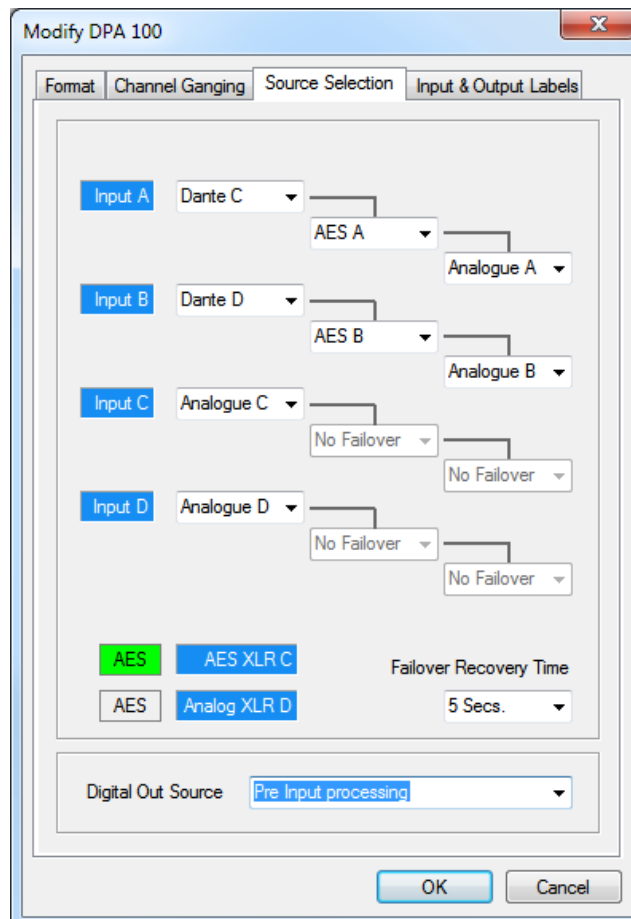 Modify DPA 100
Format Channel Ganging Source Selection Input & Output Labels
Input A Dante C
AES A
Analogue A
Input B Dante D
AES B
Analogue B
Input C Analogue C
No Failover
No Failover
Input D Analogue D
No Failover
No Failover
AES AES XLR C
Failover Recovery Time
AES Analog XLR D 5 Secs.
Digital Out Source Pre Input processing
OK Cancel